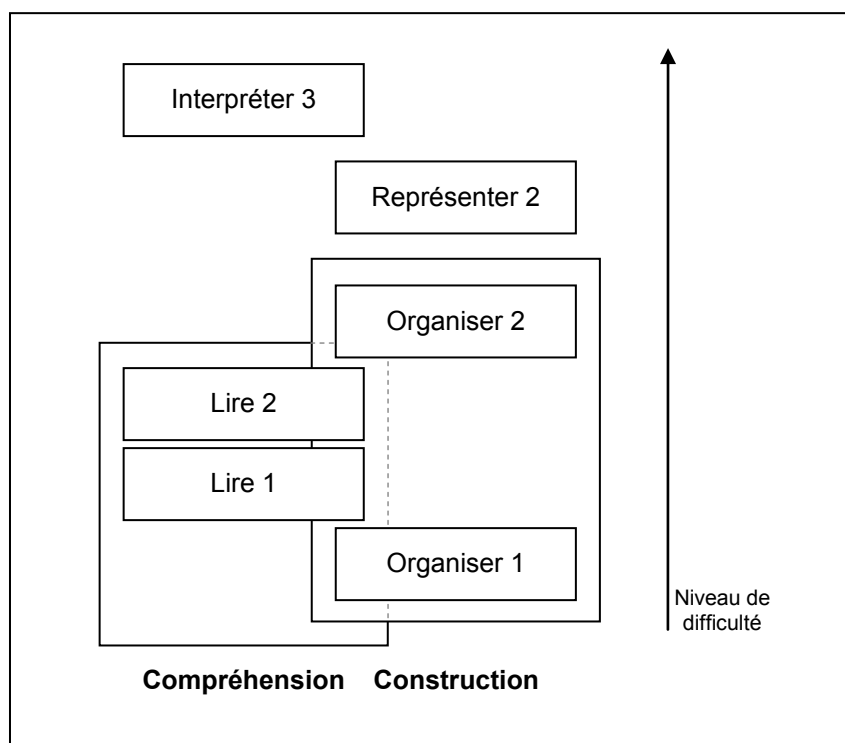 Interpréter 3
Représenter 2
Organiser 2
Lire 2
Lire 1
Organiser 1
Niveau de
difficulté
Compréhension Construction